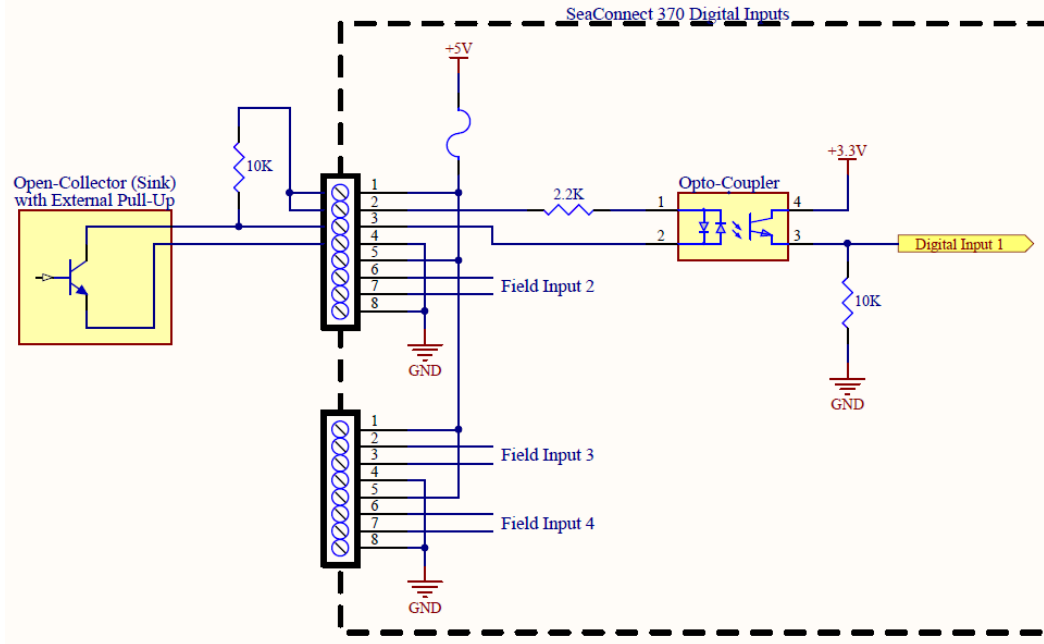 SeaConnect 370 Digital Inputs
+5V
10K
Open-Collector (Sink)
with External Pull-Up
1
2
3
4
5
6
7
8
2.2K
Opto-Coupler
+3.3V
1
2
4
3
Digital Input 1
10K
GND
Field Input 2
GND
1
2
3
4
5
6
7
8
Field Input 3
Field Input 4
GND